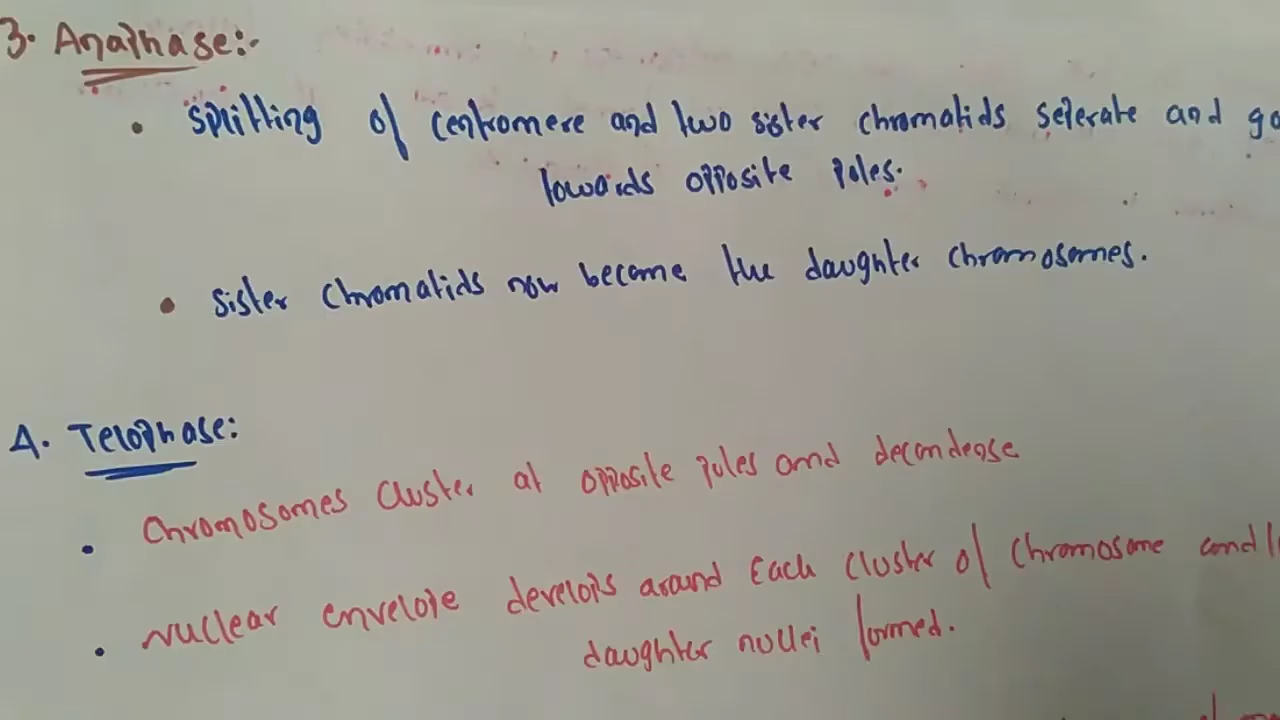 3. Anaphase:-
• splitting of centromere and two sister chromatids seperate and go
towards opposite poles.
• sister chromatids now become the daughter chromosomes.
4. Telophase:
• Chromosomes cluster at opposite poles and decondense
• nuclear envelope develops around Each cluster of chromosome and
daughter nuclei formed.